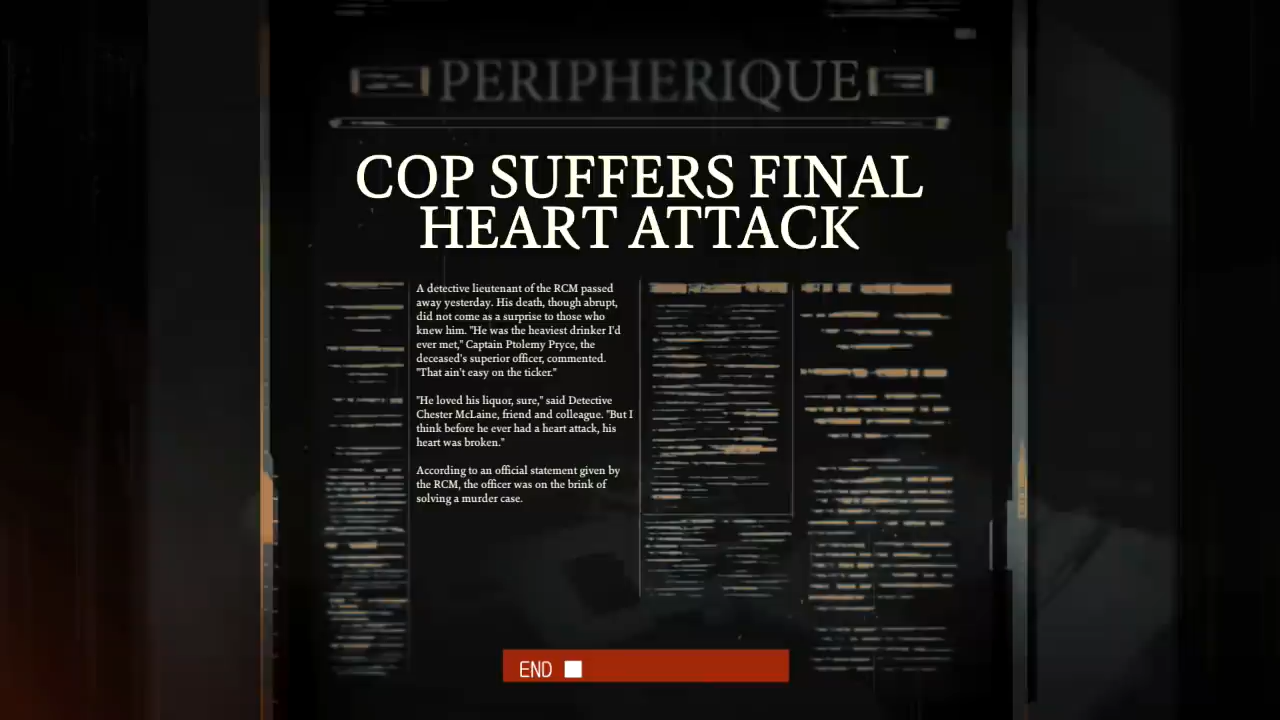 PERIPHERIQUE
COP SUFFERS FINAL
HEART ATTACK
A detective lieutenant of the RCM passed
away yesterday. His death, though abrupt,
did not come as a surprise to those who
knew him. "He was the heaviest drinker I'd
ever met," Captain Ptolemy Pryce, the
deceased's superior officer, commented.
"That ain't easy on the ticker."
"He loved his liquor, sure," said Detective
Chester McLaine, friend and colleague. "But I
think before he ever had a heart attack, his
heart was broken."
According to an official statement given by
the RCM, the officer was on the brink of
solving a murder case.
END